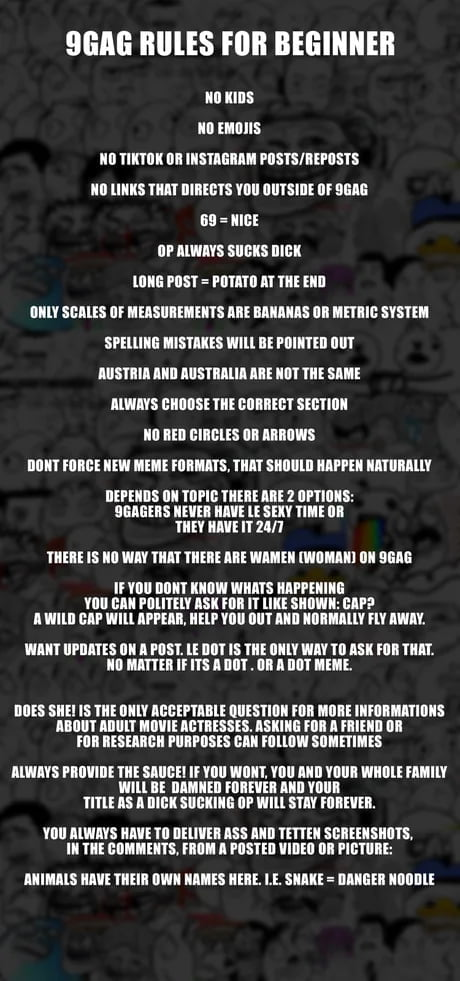 9GAG RULES FOR BEGINNER
NO KIDS
NO EMOJIS
NO TIKTOK OR INSTAGRAM POSTS/REPOSTS
NO LINKS THAT DIRECTS YOU OUTSIDE OF 9GAG
69 = NICE
OP ALWAYS SUCKS DICK
LONG POST = POTATO AT THE END
ONLY SCALES OF MEASUREMENTS ARE BANANAS OR METRIC SYSTEM
SPELLING MISTAKES WILL BE POINTED OUT
AUSTRIA AND AUSTRALIA ARE NOT THE SAME
ALWAYS CHOOSE THE CORRECT SECTION
NO RED CIRCLES OR ARROWS
DONT FORCE NEW MEME FORMATS, THAT SHOULD HAPPEN NATURALLY
DEPENDS ON TOPIC THERE ARE 2 OPTIONS:
9GAGERS NEVER HAVE LE SEXY TIME OR
THEY HAVE IT 24/7
THERE IS NO WAY THAT THERE ARE WAMEN (WOMAN) ON 9GAG
IF YOU DONT KNOW WHATS HAPPENING
YOU CAN POLITELY ASK FOR IT LIKE SHOWN: CAP?
A WILD CAP WILL APPEAR, HELP YOU OUT AND NORMALLY FLY AWAY.
WANT UPDATES ON A POST. LE DOT IS THE ONLY WAY TO ASK FOR THAT.
NO MATTER IF ITS A DOT . OR A DOT MEME.
DOES SHE! IS THE ONLY ACCEPTABLE QUESTION FOR MORE INFORMATIONS
ABOUT ADULT MOVIE ACTRESSES. ASKING FOR A FRIEND OR
FOR RESEARCH PURPOSES CAN FOLLOW SOMETIMES
ALWAYS PROVIDE THE SAUCE! IF YOU WONT, YOU AND YOUR WHOLE FAMILY
WILL BE DAMNED FOREVER AND YOUR
TITLE AS A DICK SUCKING OP WILL STAY FOREVER.
YOU ALWAYS HAVE TO DELIVER ASS AND TETTEN SCREENSHOTS,
IN THE COMMENTS, FROM A POSTED VIDEO OR PICTURE:
ANIMALS HAVE THEIR OWN NAMES HERE. I.E. SNAKE = DANGER NOODLE